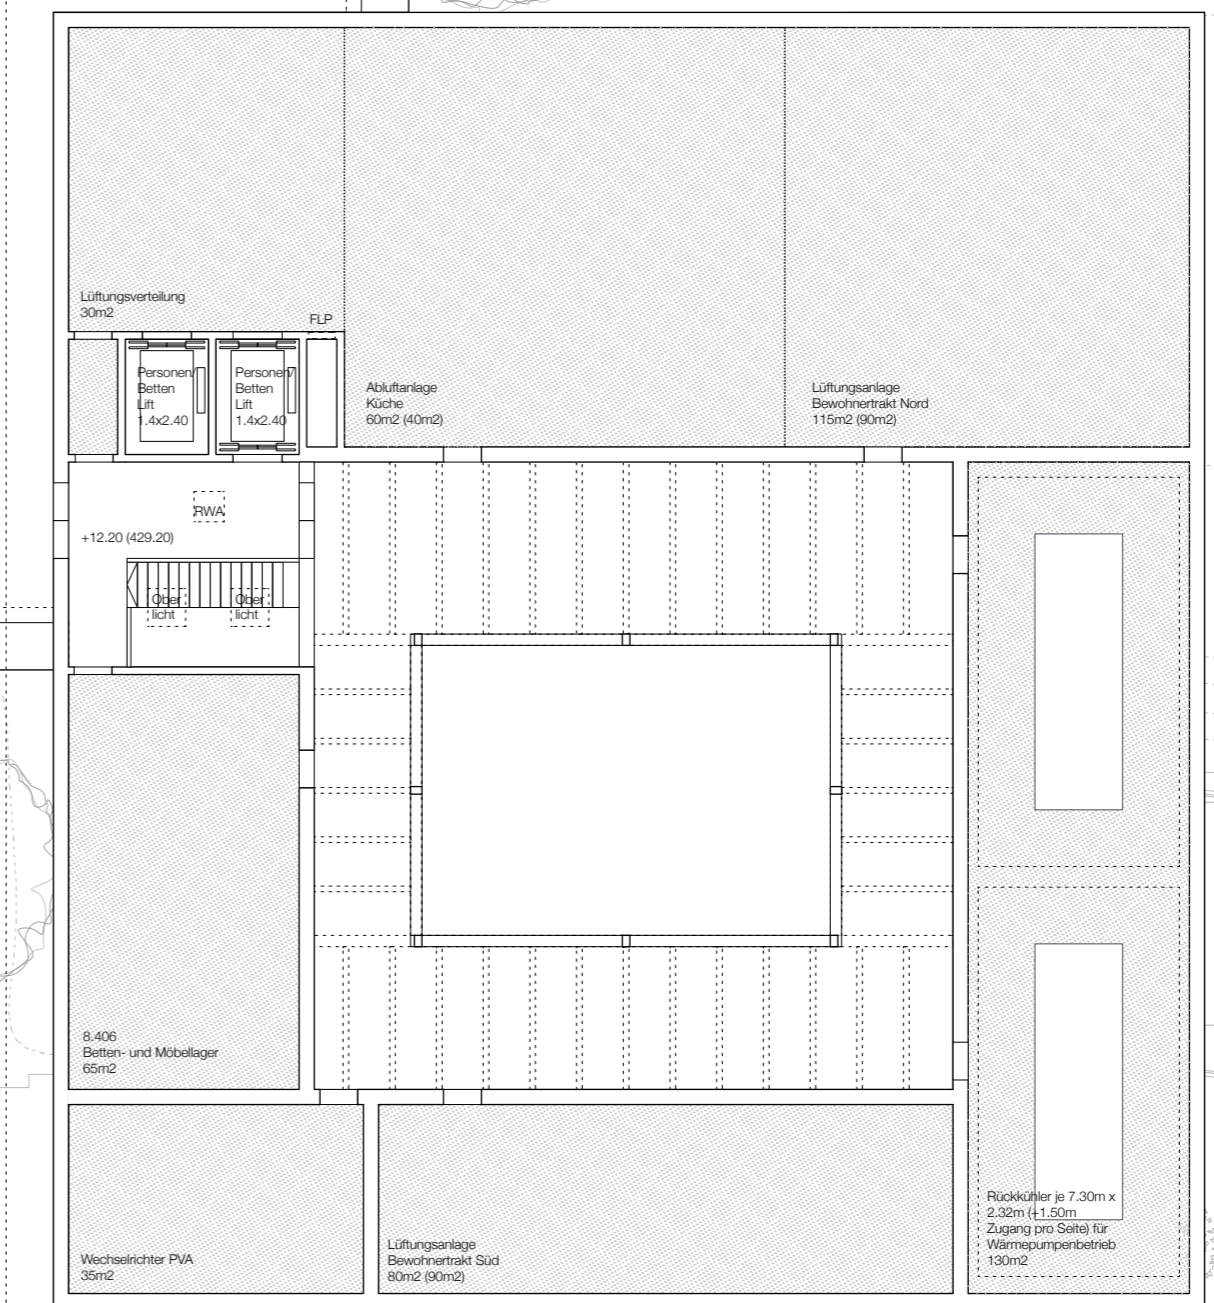 Lüftungsverteilung
30m2
FLP
Personen/
Betten
Lift
1.4x2.40
Personen/
Betten
Lift
1.4x2.40
Abluftanlage
Küche
60m2 (40m2)
Lüftungsanlage
Bewohnertrakt Nord
115m2 (90m2)
RWA
+12.20 (429.20)
Ober
licht
Ober
licht
8.406
Betten- und Möbellager
65m2
Wechselrichter PVA
35m2
Lüftungsanlage
Bewohnertrakt Süd
80m2 (90m2)
Rückkühler je 7.30m x
2.32m (+1.50m
Zugang pro Seite) für
Wärmepumpenbetrieb
130m2